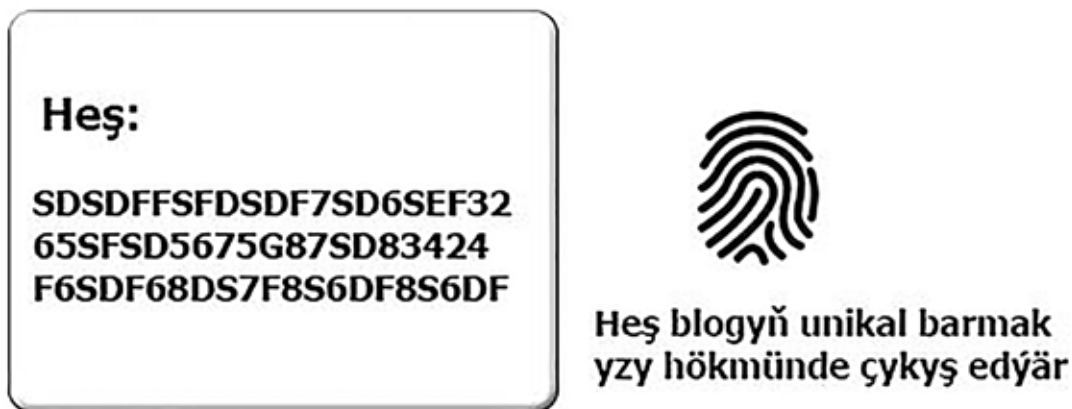 Heş:
SDSDFFSFDSDF7SD6SEF32
65SFSD5675G87SD83424
F6SDF68DS7F8S6DF8S6DF
Heş blogyň unikal barmak
yzy hökmünde çykyş edýär